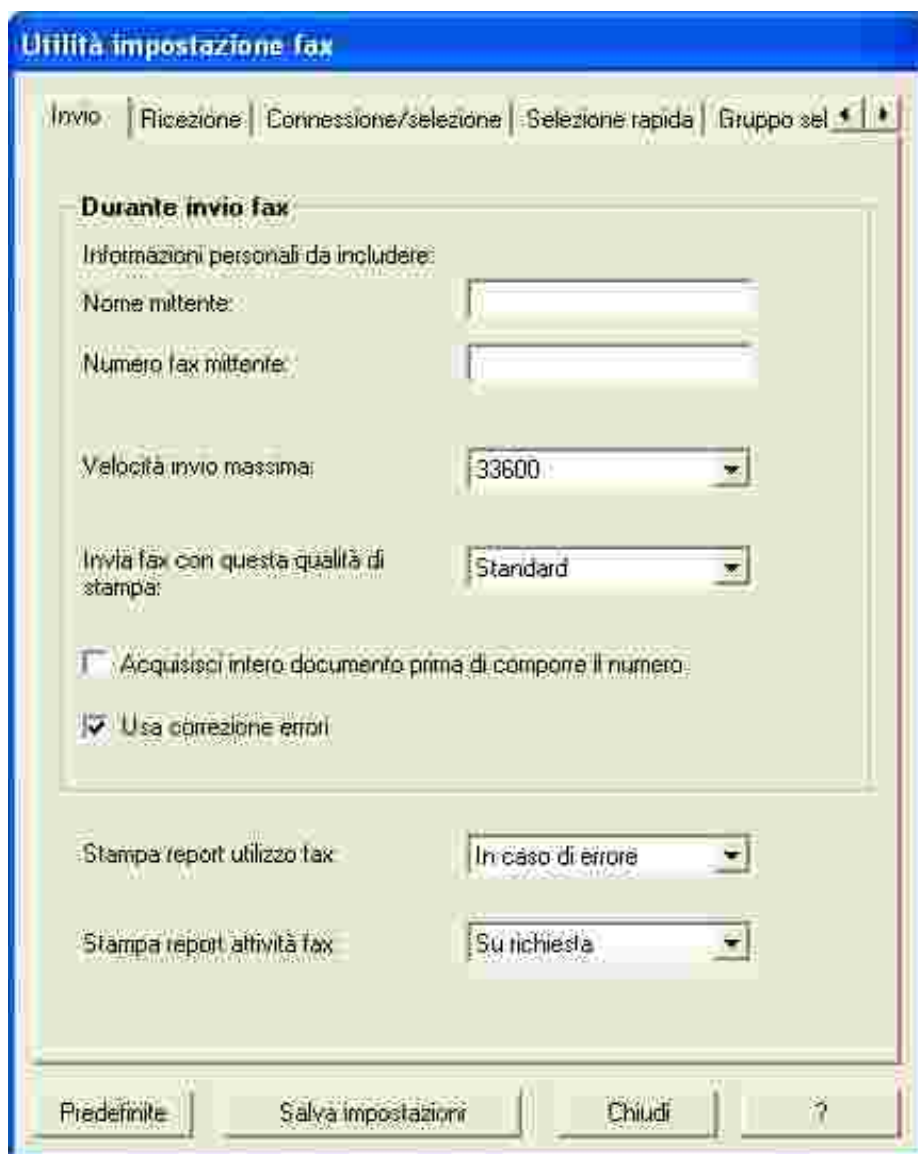 Utilità impostazione fax
Invio Ricezione Connessione/selezione Selezione rapida Gruppo sel
Durante invio fax
Informazioni personali da includere:
Nome mittente:
Numero fax mittente:
Velocità invio massima: 33600
Invia fax con questa qualità di Standard
stampa:
Acquisisci intero documento prima di comporre il numero
Usa correzione errori
Stampa report utilizzo fax: In caso di errore
Stampa report attività fax: Su richiesta
Predefinite Salva impostazioni Chiudi ?